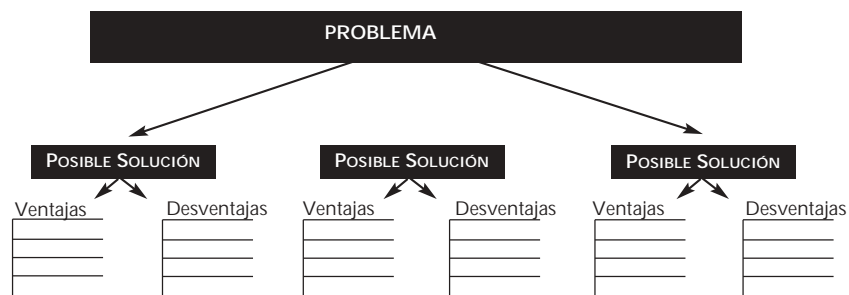 PROBLEMA
POSIBLE SOLUCIÓN POSIBLE SOLUCIÓN POSIBLE SOLUCIÓN
Ventajas Desventajas Ventajas Desventajas Ventajas Desventajas